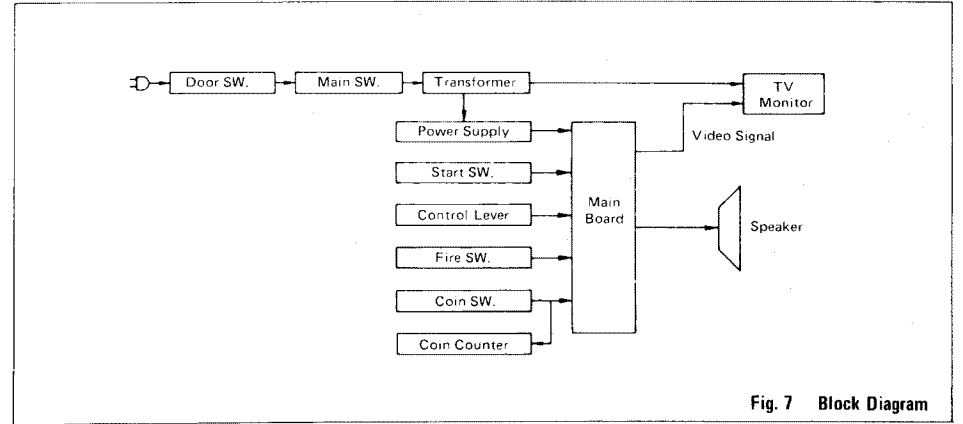 Door SW.
Main SW.
Transformer
TV
Monitor
Power Supply
Video Signal
Start SW.
Main
Board
Control Lever
Speaker
Fire SW.
Coin SW.
Coin Counter
Fig. 7 Block Diagram